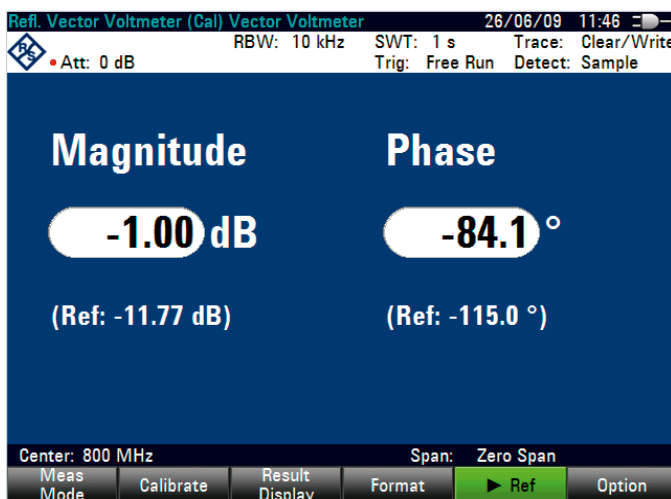 Refl. Vector Voltmeter (Cal) Vector Voltmeter 26/06/09 11:46
R&S Att: 0 dB RBW: 10 kHz SWT: 1 s Trace: Clear/Write
Trig: Free Run Detect: Sample
Magnitude Phase
-1.00 dB -84.1 °
(Ref: -11.77 dB) (Ref: -115.0 °)
Center: 800 MHz Span: Zero Span
Meas Mode Calibrate Result Display Format ► Ref Option